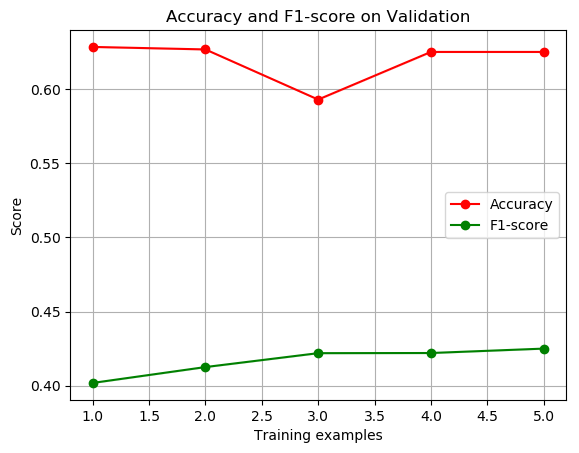 Accuracy and F1-score on Validation
Score
0.60
0.55
0.50
0.45
0.40
Accuracy
F1-score
1.0 1.5 2.0 2.5 3.0 3.5 4.0 4.5 5.0
Training examples